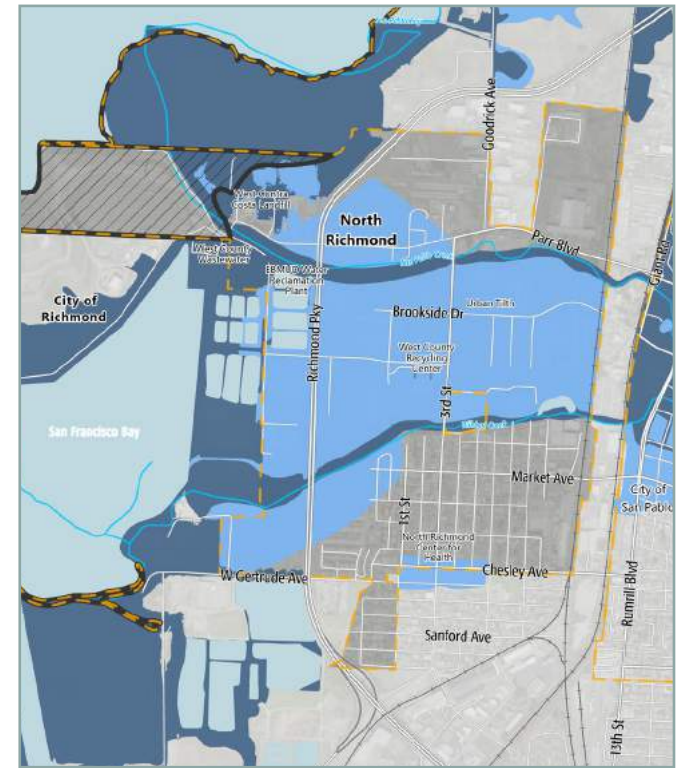 Goodrick Ave
West Contra
Costa Landfill
North
Richmond
Parr Blvd
Giant Rd
West County
Wastewater
EBMUD Water
Reclamation
Plant
City of
Richmond
Richmond Pky
Brookside Dr
Urban Tilth
West County
Recycling
Center
3rd St
San Francisco Bay
Market Ave
City of
San Pablo
1st St
North Richmond
Center for
Health
W Gertrude Ave
Chesley Ave
Rumrill Blvd
Sanford Ave
13th St